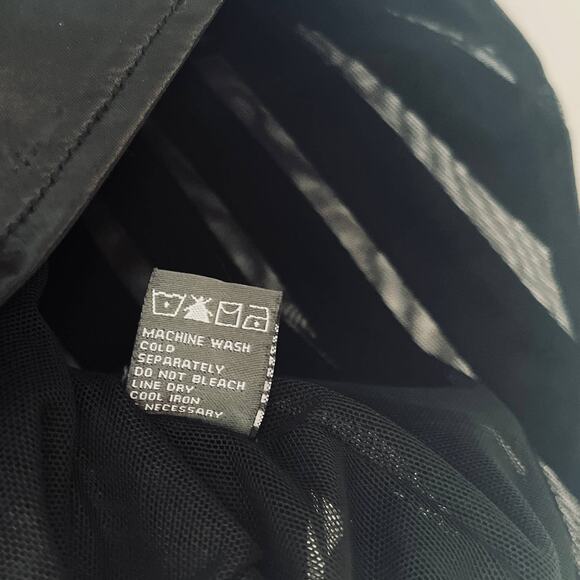 MACHINE WASH
COLD
SEPARATELY
DO NOT BLEACH
LINE DRY
COOL IRON
NECESSARY